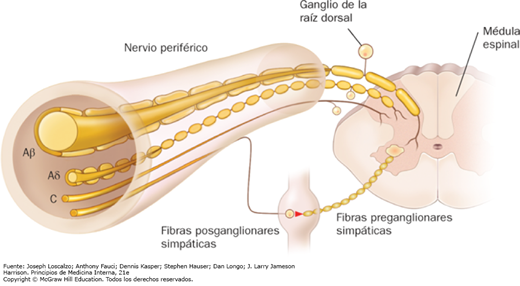 Ganglio de la
raíz dorsal
Médula
espinal
Nervio periférico
Aβ
Aδ
C
Fibras posganglionares
simpáticas
Fibras preganglionares
simpáticas
Fuente: Joseph Loscalzo; Anthony Fauci; Dennis Kasper; Stephen Hauser; Dan Longo; J. Larry Jameson
Harrison. Principios de Medicina Interna, 21e
Copyright © McGraw Hill Education. Todos los derechos reservados.